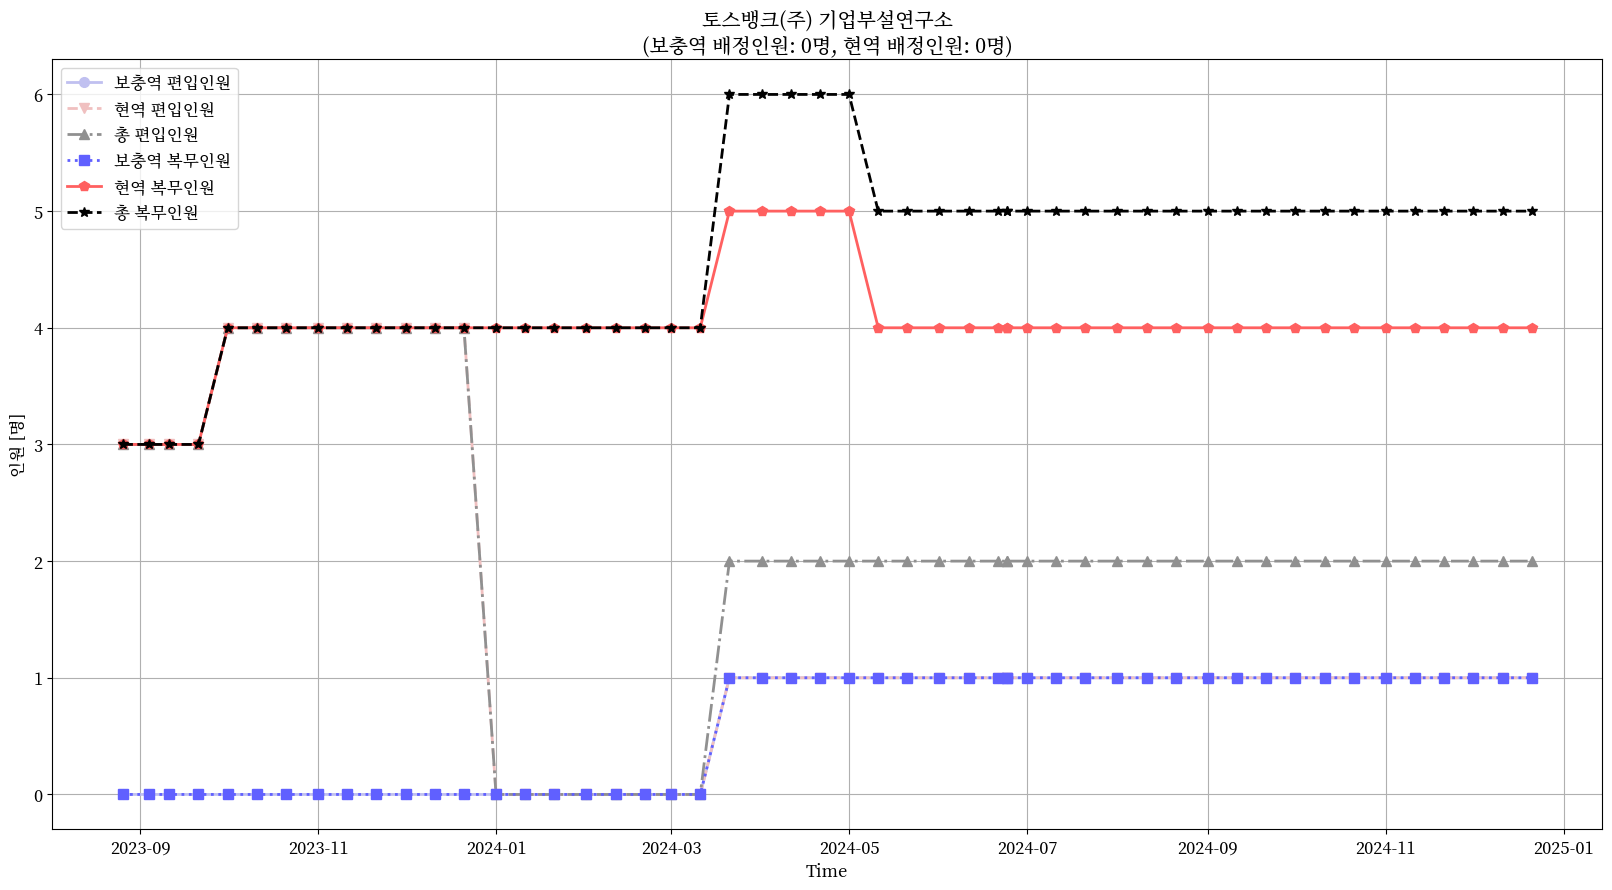 토스뱅크(주) 기업부설연구소
(보충역 배정인원: 0명, 현역 배정인원: 0명)
보충역 편입인원
현역 편입인원
총 편입인원
보충역 복무인원
현역 복무인원
총 복무인원
인원 [명]
6
5
4
3
2
1
0
2023-09
2023-11
2024-01
2024-03
2024-05
2024-07
2024-09
2024-11
2025-01
Time